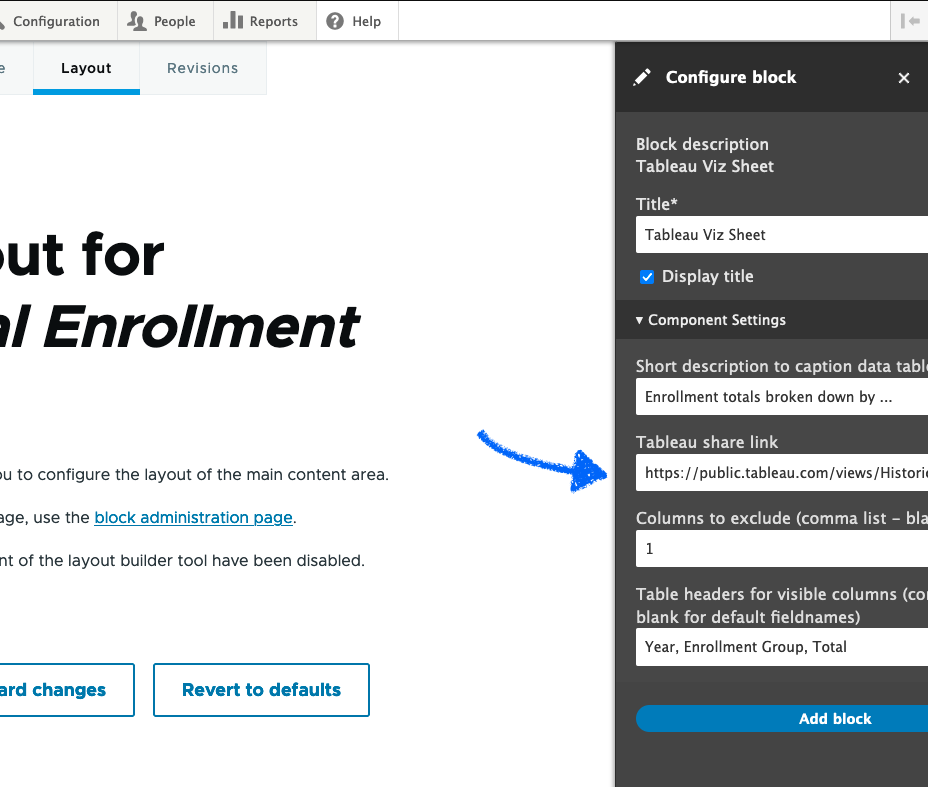 Configuration People Reports Help
e Layout Revisions
Configure block
Block description
Tableau Viz Sheet
Title*
Tableau Viz Sheet
Display title
out for
al Enrollment
Component Settings
Short description to caption data tabl
Enrollment totals broken down by ...
Tableau share link
https://public.tableau.com/views/Historic
ou to configure the layout of the main content area.
age, use the block administration page.
Columns to exclude (comma list - bla
1
nt of the layout builder tool have been disabled.
Table headers for visible columns (co
blank for default fieldnames)
Year, Enrollment Group, Total
ard changes Revert to defaults
Add block